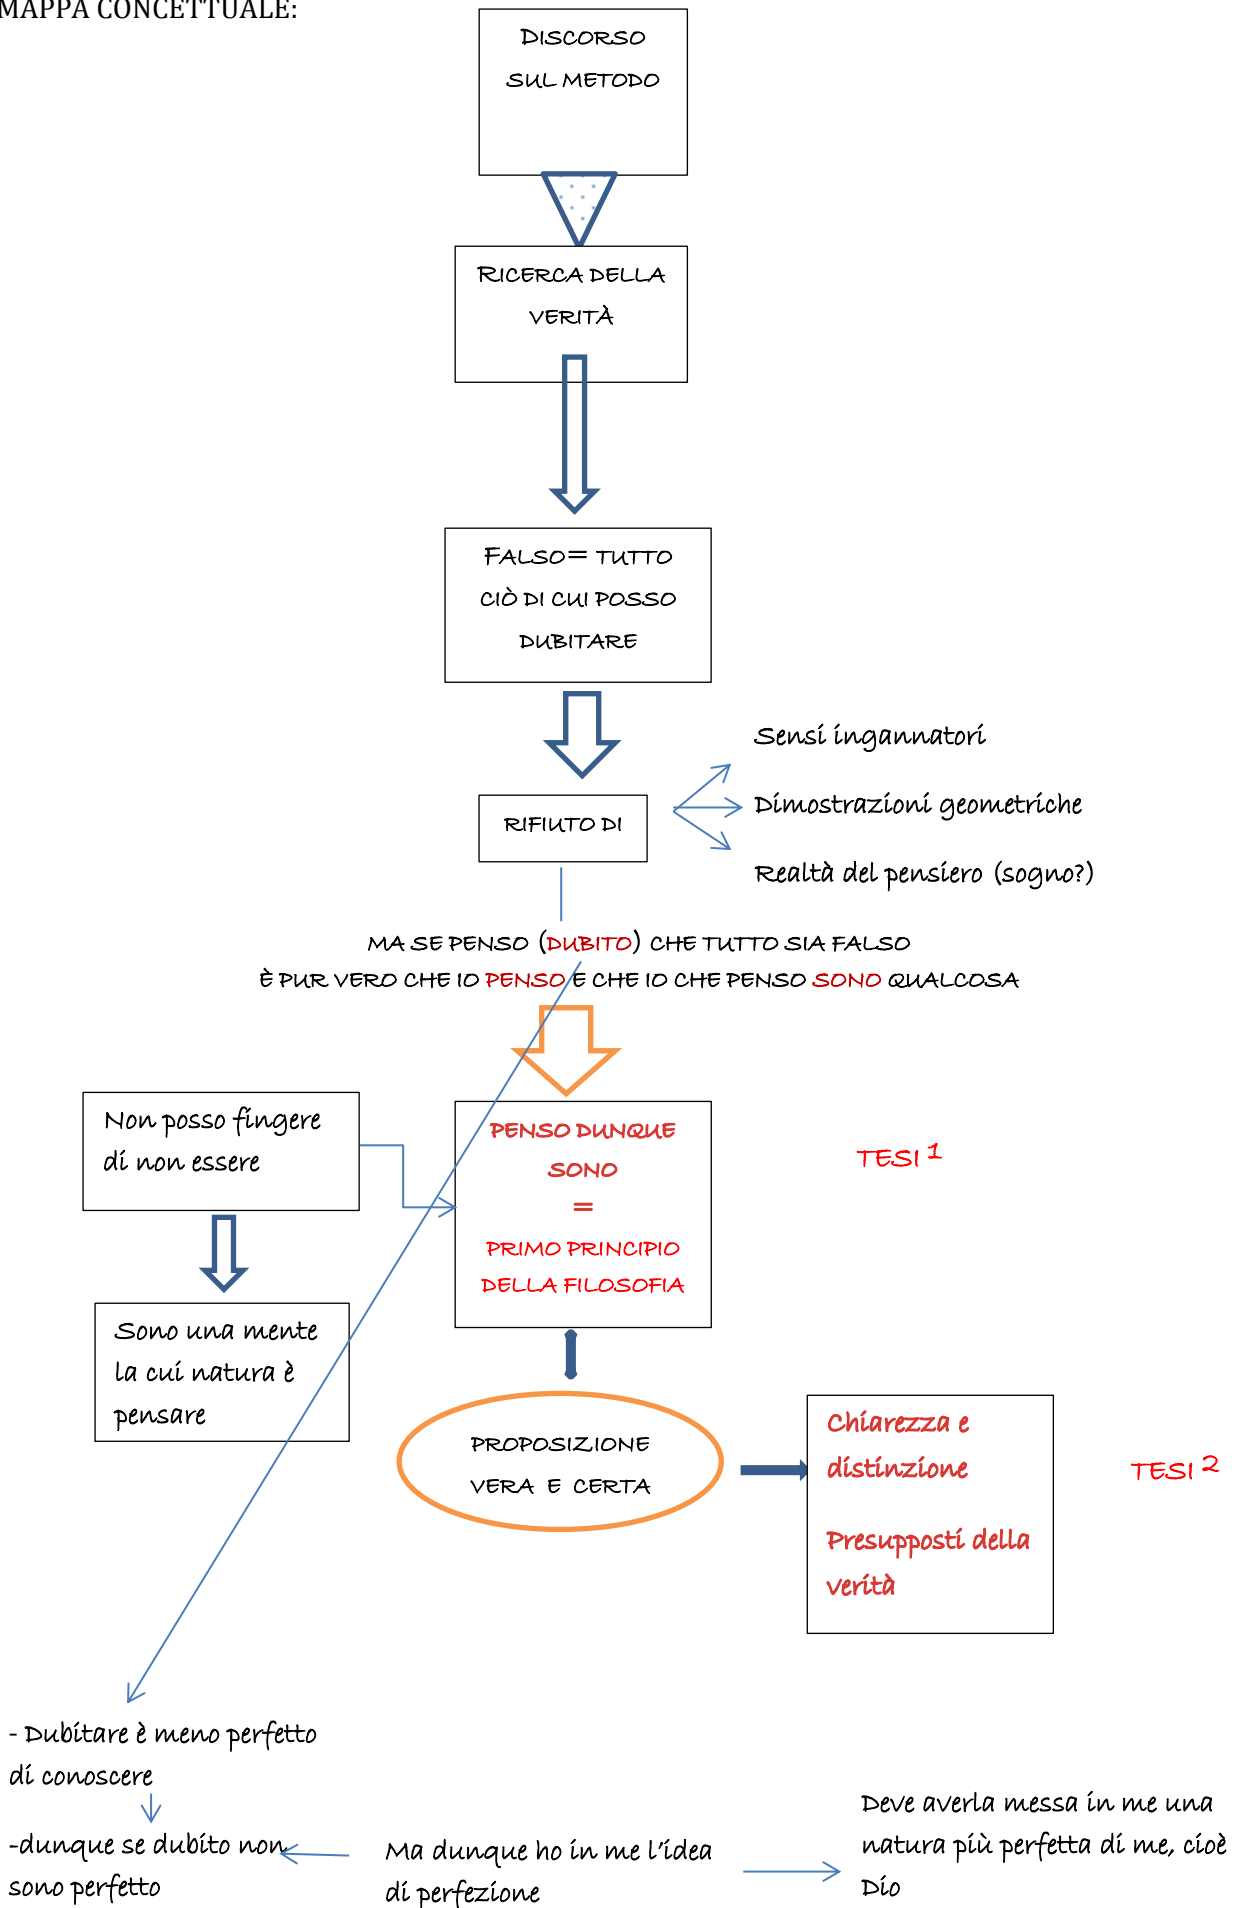 MAPPA CONCETTUALE:
DISCORSO
SUL METODO
RICERCA DELLA
VERITÀ
FALSO= TUTTO
CIÒ DI CUI POSSO
DUBITARE
RIFIUTO DI
Sensi ingannatori
Dimostrazioni geometriche
Realtà del pensiero (sogno?)
MA SE PENSO (DUBITO) CHE TUTTO SIA FALSO
È PUR VERO CHE IO PENSO E CHE IO CHE PENSO SONO QUALCOSA
Non posso fingere
di non essere
Sono una mente
la cui natura è
pensare
PENSO DUNQUE
SONO
=
PRIMO PRINCIPIO
DELLA FILOSOFIA
TESI 1
PROPOSIZIONE
VERA E CERTA
Chiarezza e
distinzione
Presupposti della
verità
TESI 2
- Dubitare è meno perfetto
di conoscere
-dunque se dubito non
sono perfetto
Ma dunque ho in me l'idea
di perfezione
Deve averla messa in me una
natura più perfetta di me, cioè
Dio